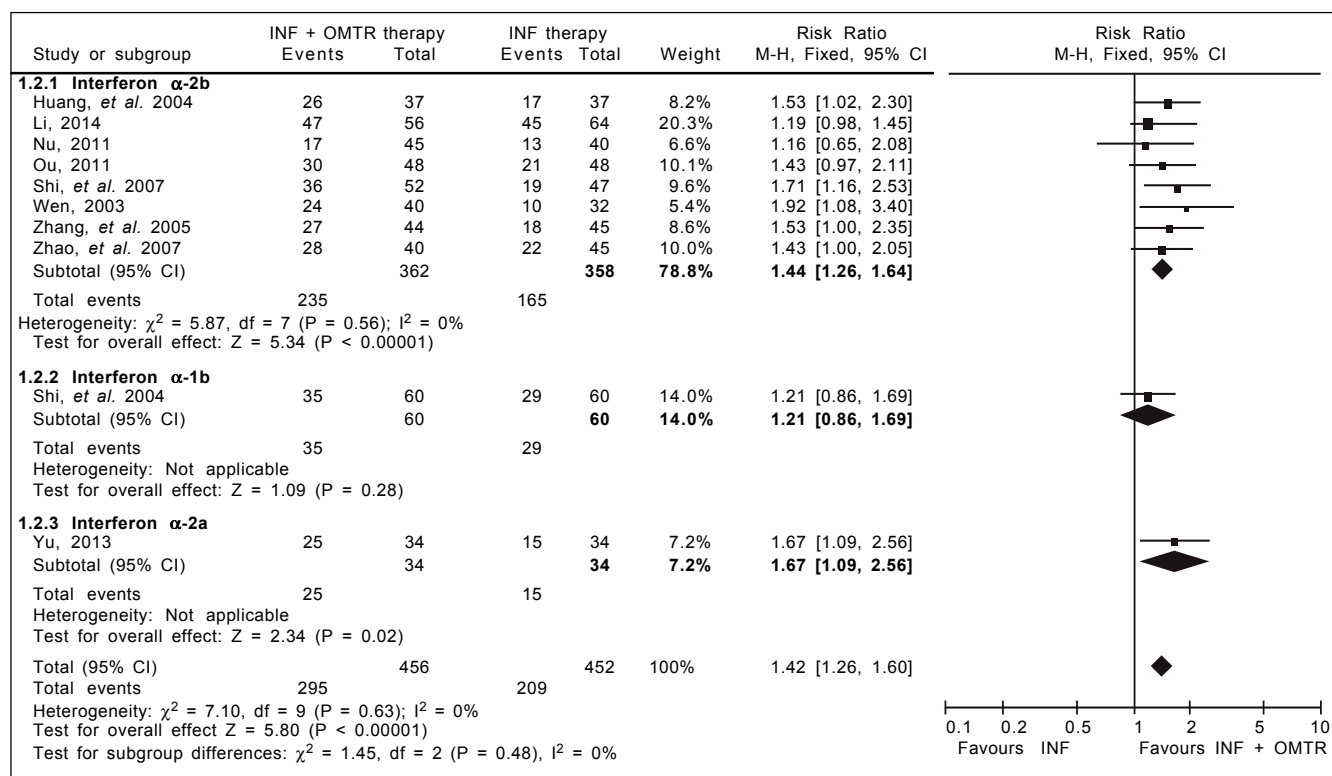 INF + OMTR therapy INF therapy Risk Ratio Risk Ratio
Study or subgroup Events Total Events Total Weight M-H, Fixed, 95% CI M-H, Fixed, 95% CI
1.2.1 Interferon α-2b
Huang, et al. 2004 26 37 17 37 8.2% 1.53 [1.02, 2.30]
Li, 2014 47 56 45 64 20.3% 1.19 [0.98, 1.45]
Nu, 2011 17 45 13 40 6.6% 1.16 [0.65, 2.08]
Ou, 2011 30 48 21 48 10.1% 1.43 [0.97, 2.11]
Shi, et al. 2007 36 52 19 47 9.6% 1.71 [1.16, 2.53]
Wen, 2003 24 40 10 32 5.4% 1.92 [1.08, 3.40]
Zhang, et al. 2005 27 44 18 45 8.6% 1.53 [1.00, 2.35]
Zhao, et al. 2007 28 40 22 45 10.0% 1.43 [1.00, 2.05]
Subtotal (95% CI) 362 358 78.8% 1.44 [1.26, 1.64]
Total events 235 165
Heterogeneity: χ² = 5.87, df = 7 (P = 0.56); I² = 0%
Test for overall effect: Z = 5.34 (P < 0.00001)
1.2.2 Interferon α-1b
Shi, et al. 2004 35 60 29 60 14.0% 1.21 [0.86, 1.69]
Subtotal (95% CI) 60 60 14.0% 1.21 [0.86, 1.69]
Total events 35 29
Heterogeneity: Not applicable
Test for overall effect: Z = 1.09 (P = 0.28)
1.2.3 Interferon α-2a
Yu, 2013 25 34 15 34 7.2% 1.67 [1.09, 2.56]
Subtotal (95% CI) 34 34 7.2% 1.67 [1.09, 2.56]
Total events 25 15
Heterogeneity: Not applicable
Test for overall effect: Z = 2.34 (P = 0.02)
Total (95% CI) 456 452 100% 1.42 [1.26, 1.60]
Total events 295 209
Heterogeneity: χ² = 7.10, df = 9 (P = 0.63); I² = 0%
Test for overall effect Z = 5.80 (P < 0.00001)
Test for subgroup differences: χ² = 1.45, df = 2 (P = 0.48), I² = 0%
0.1 0.2 0.5 1 2 5 10
Favours INF Favours INF + OMTR